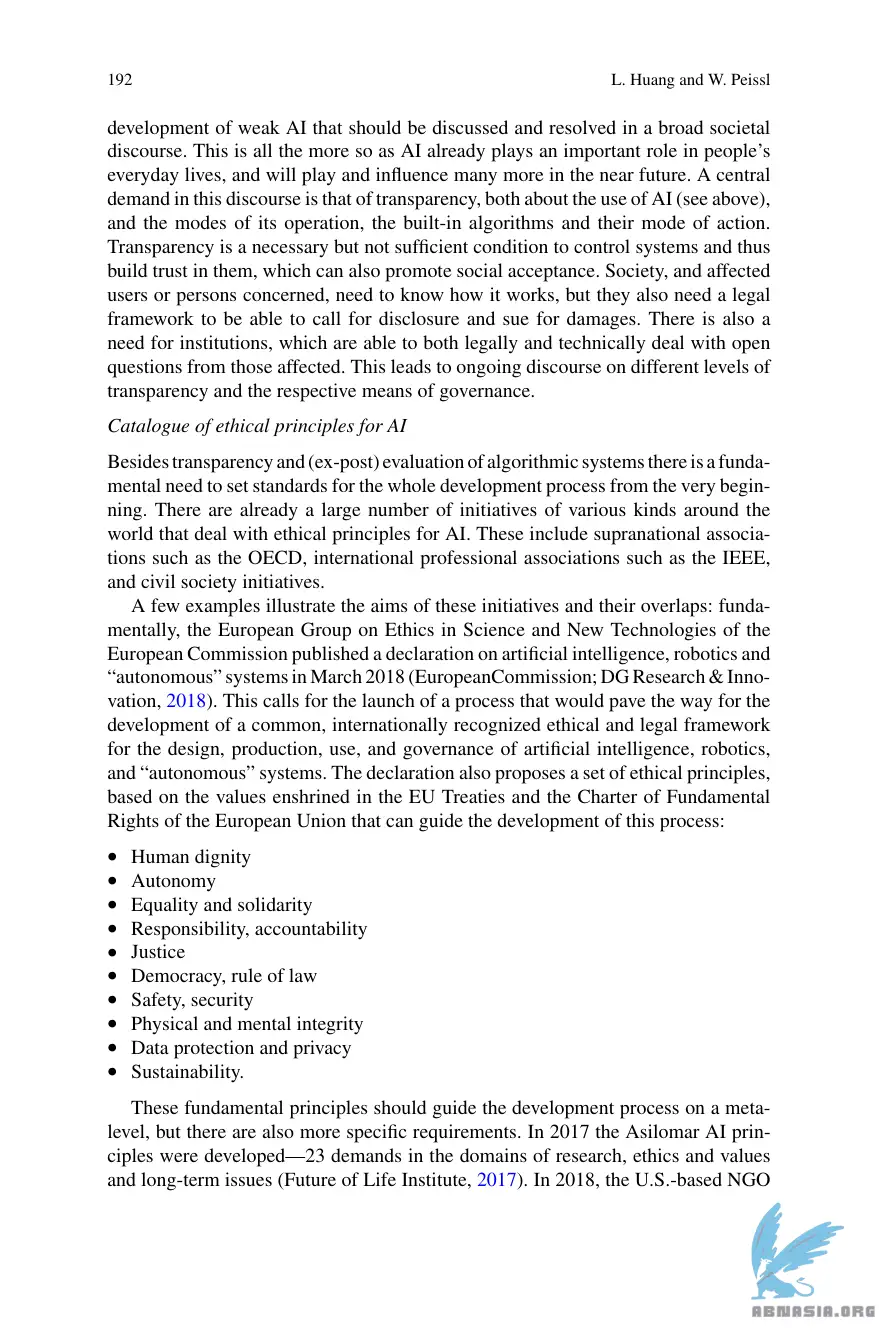 192
L. Huang and W. Peissl
development of weak AI that should be discussed and resolved in a broad societal
discourse. This is all the more so as AI already plays an important role in people’s
everyday lives, and will play and influence many more in the near future. A central
demand in this discourse is that of transparency, both about the use of AI (see above),
and the modes of its operation, the built-in algorithms and their mode of action.
Transparency is a necessary but not sufficient condition to control systems and thus
build trust in them, which can also promote social acceptance. Society, and affected
users or persons concerned, need to know how it works, but they also need a legal
framework to be able to call for disclosure and sue for damages. There is also a
need for institutions, which are able to both legally and technically deal with open
questions from those affected. This leads to ongoing discourse on different levels of
transparency and the respective means of governance.
Catalogue of ethical principles for AI
Besides transparency and (ex-post) evaluation of algorithmic systems there is a funda-
mental need to set standards for the whole development process from the very begin-
ning. There are already a large number of initiatives of various kinds around the
world that deal with ethical principles for AI. These include supranational associa-
tions such as the OECD, international professional associations such as the IEEE,
and civil society initiatives.
A few examples illustrate the aims of these initiatives and their overlaps: funda-
mentally, the European Group on Ethics in Science and New Technologies of the
European Commission published a declaration on artificial intelligence, robotics and
“autonomous” systems in March 2018 (EuropeanCommission; DG Research & Inno-
vation, 2018). This calls for the launch of a process that would pave the way for the
development of a common, internationally recognized ethical and legal framework
for the design, production, use, and governance of artificial intelligence, robotics,
and “autonomous” systems. The declaration also proposes a set of ethical principles,
based on the values enshrined in the EU Treaties and the Charter of Fundamental
Rights of the European Union that can guide the development of this process:
• Human dignity
• Autonomy
• Equality and solidarity
• Responsibility, accountability
• Justice
• Democracy, rule of law
• Safety, security
• Physical and mental integrity
• Data protection and privacy
• Sustainability.
These fundamental principles should guide the development process on a meta-
level, but there are also more specific requirements. In 2017 the Asilomar AI prin-
ciples were developed—23 demands in the domains of research, ethics and values
and long-term issues (Future of Life Institute, 2017). In 2018, the U.S.-based NGO
ABNASIA.ORG